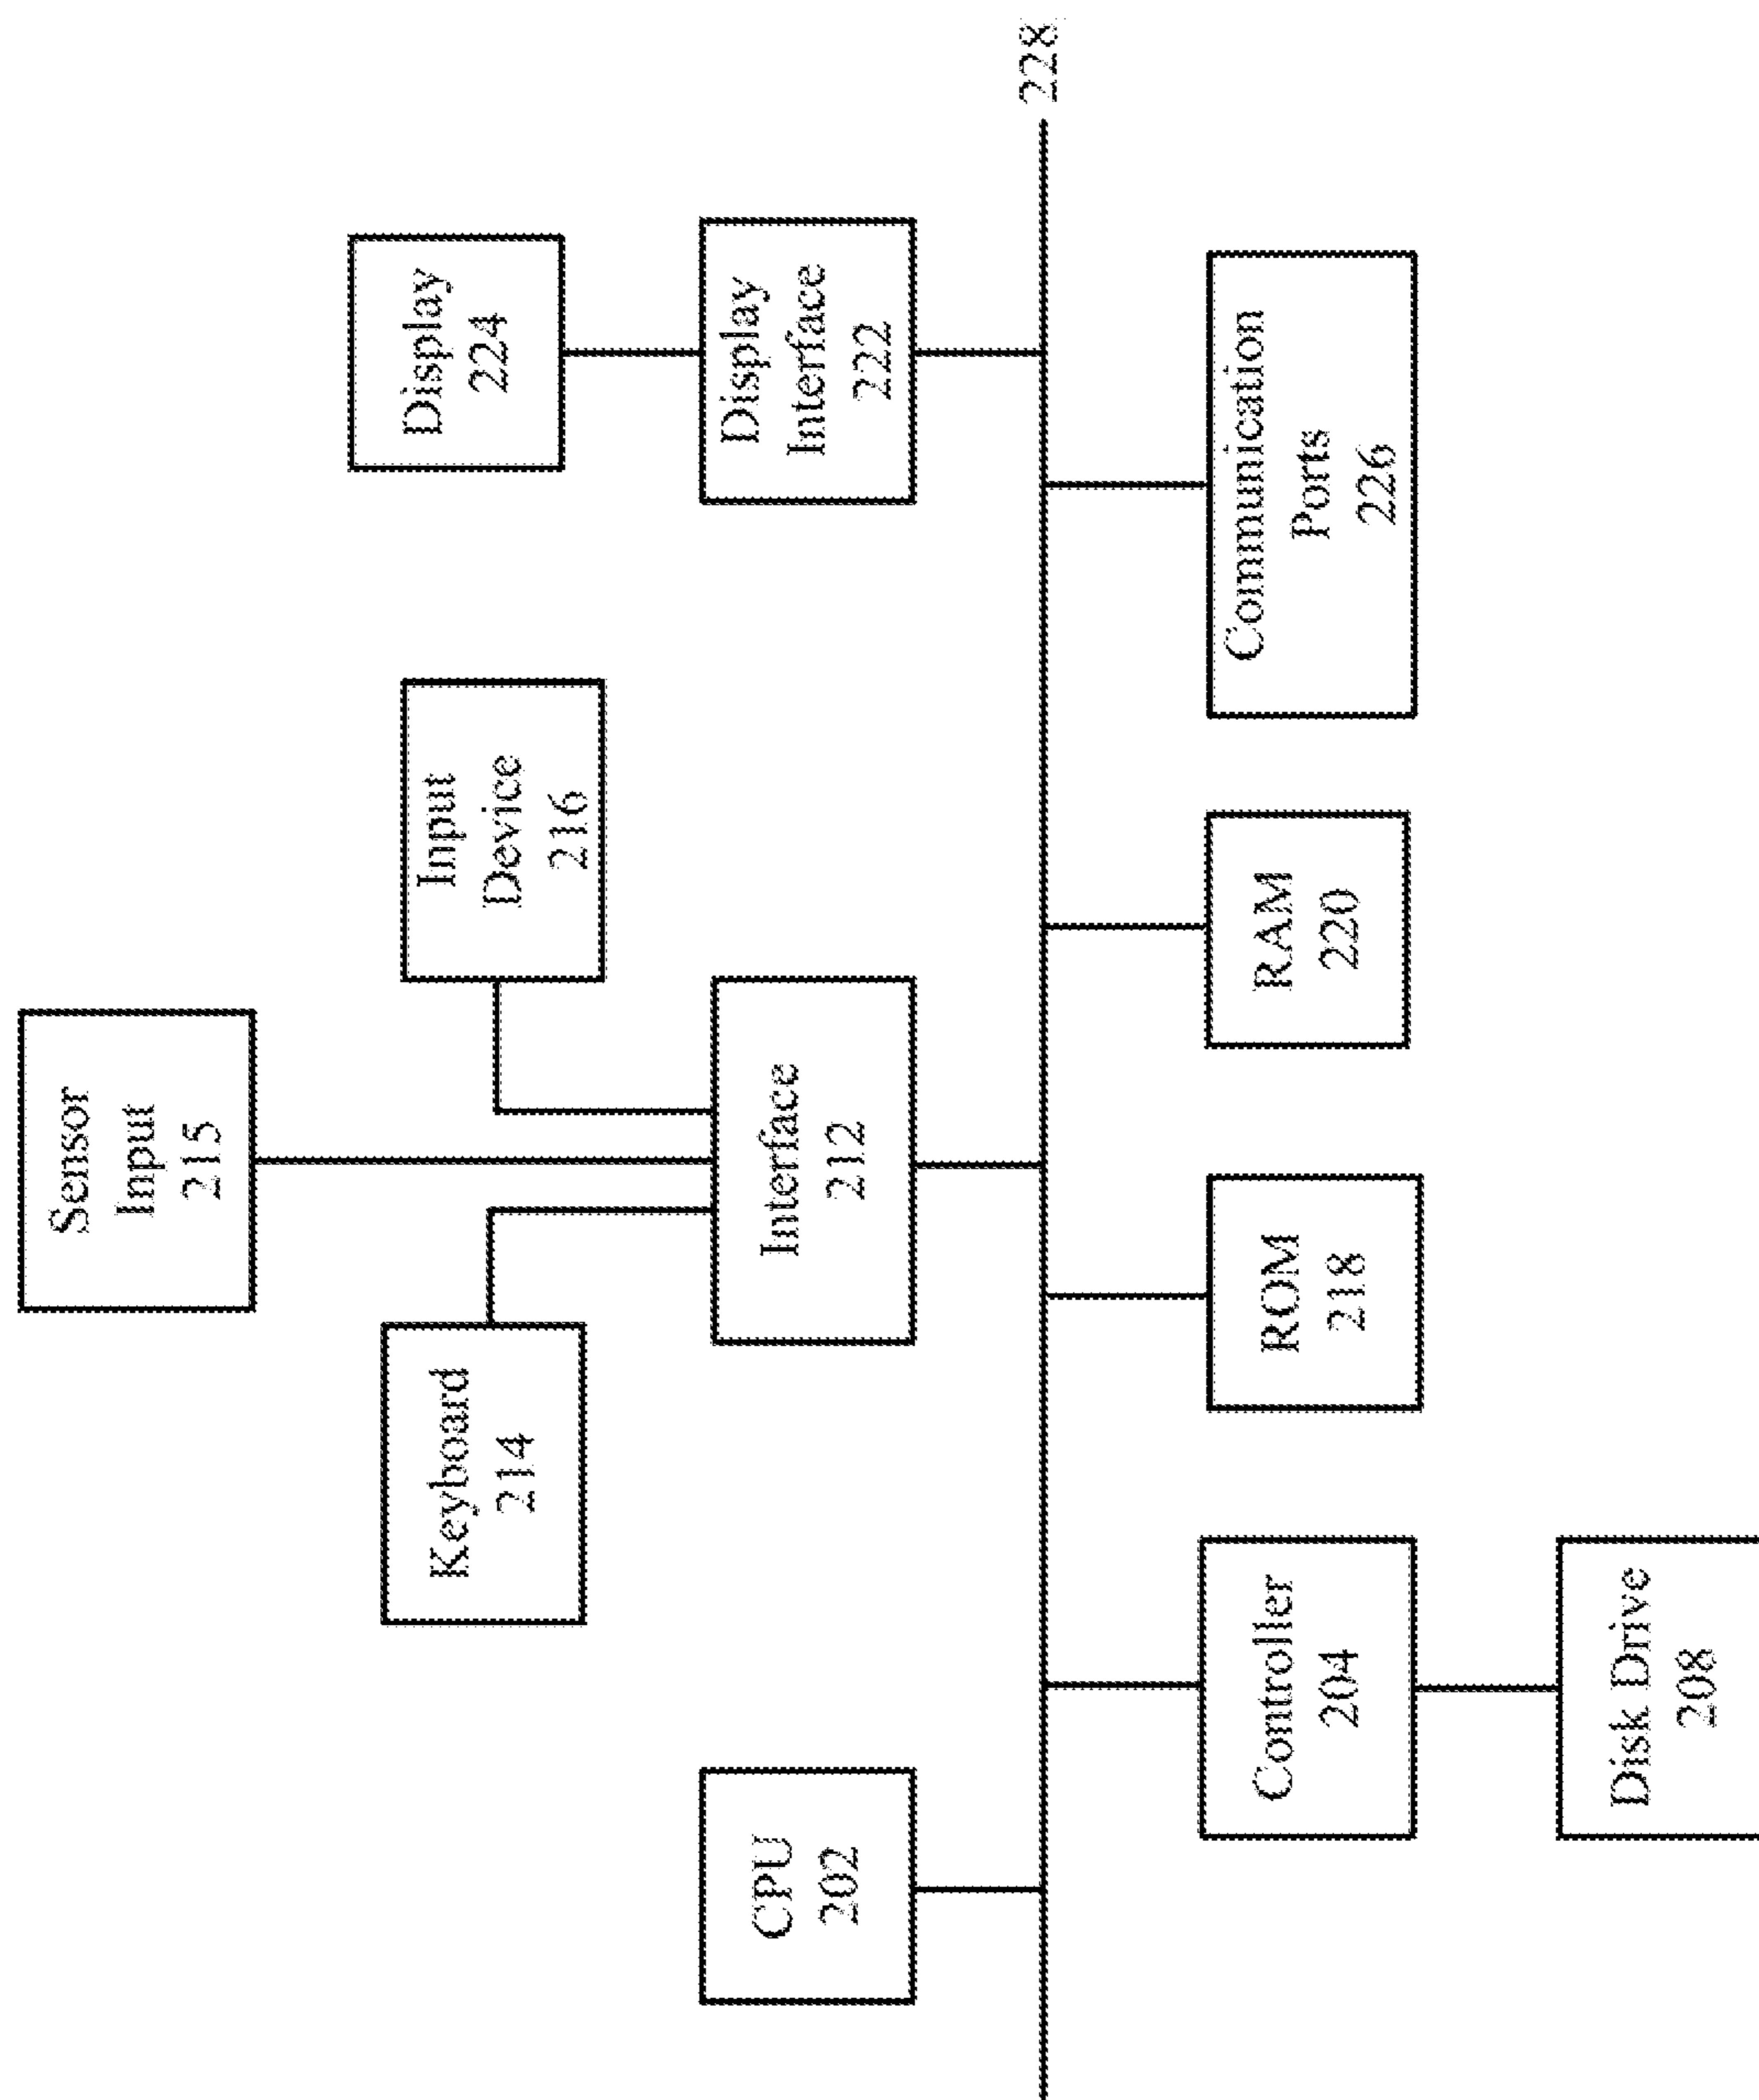 Sensor
Input
215
Keyboard
214
Input
Device
216
Display
224
CPU
202
Interface
212
Display
Interface
222
228
Controller
204
ROM
218
RAM
220
Communication
Ports
226
Disk Drive
208